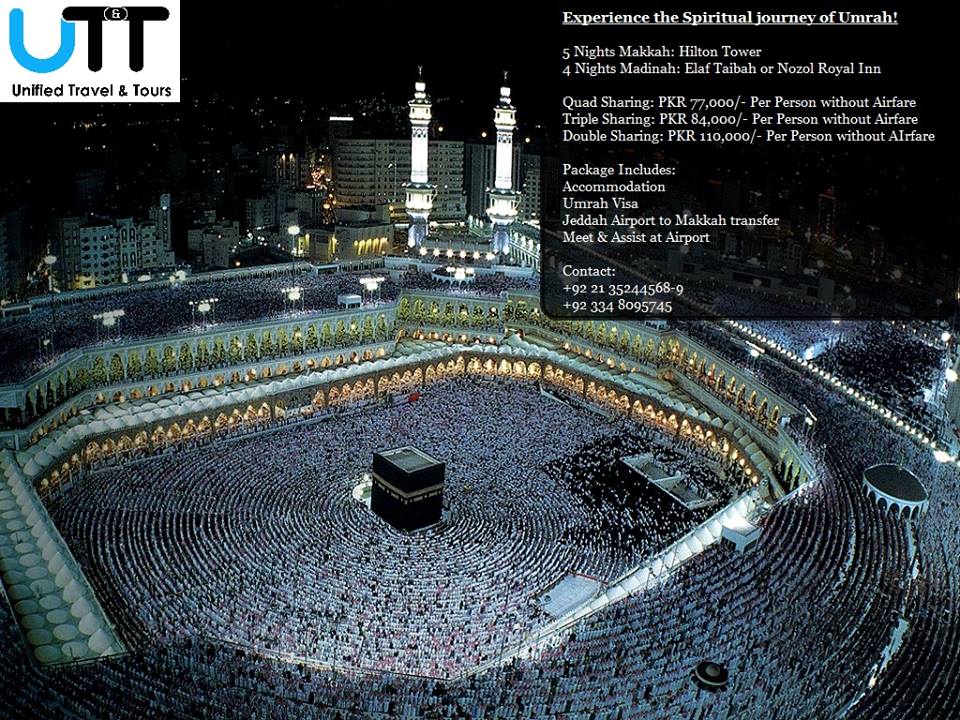 UT&T
Unified Travel & Tours
Experience the Spiritual journey of Umrah!
5 Nights Makkah: Hilton Tower
4 Nights Madinah: Elaf Taibah or Nozol Royal Inn
Quad Sharing: PKR 77,000/- Per Person without Airfare
Triple Sharing: PKR 84,000/- Per Person without Airfare
Double Sharing: PKR 110,000/- Per Person without AIrfare
Package Includes:
Accommodation
Umrah Visa
Jeddah Airport to Makkah transfer
Meet & Assist at Airport
Contact:
+92 21 35244568-9
+92 334 8095745